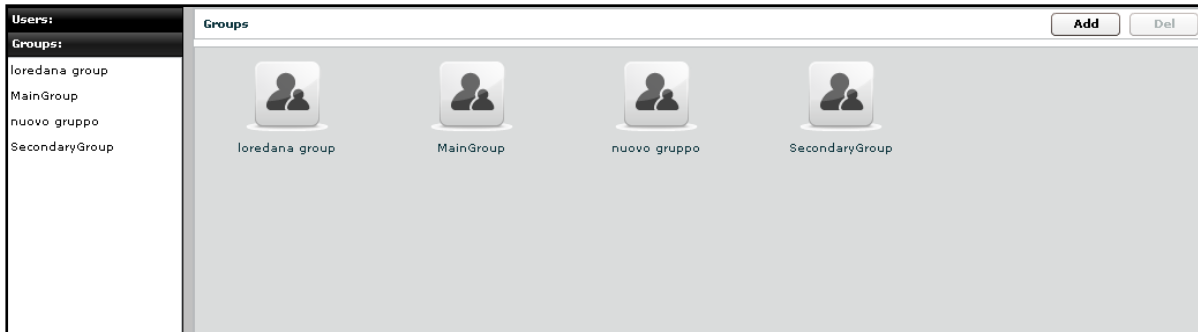 Users:
Groups:
loredana group
MainGroup
nuovo gruppo
SecondaryGroup
Groups
Add
Del
loredana group
MainGroup
nuovo gruppo
SecondaryGroup